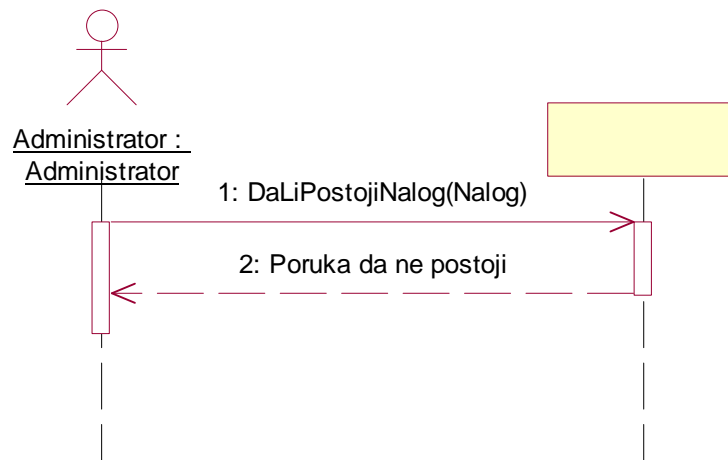 Administrator :
Administrator
1: DaLiPostojiNalog(Nalog)
2: Poruka da ne postoji